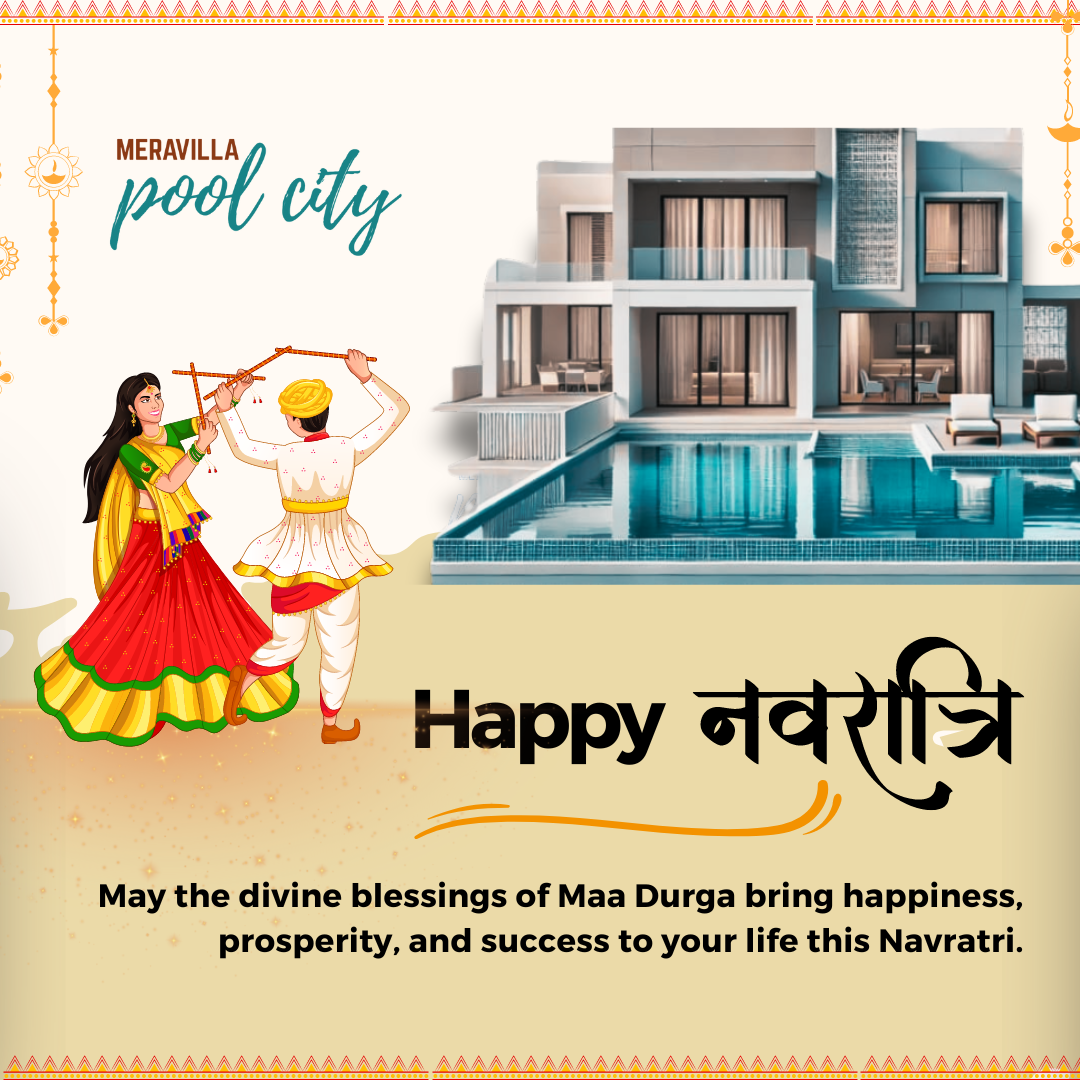 MERAVILLA
pool city
Happy नवरात्रि
May the divine blessings of Maa Durga bring happiness,
prosperity, and success to your life this Navratri.